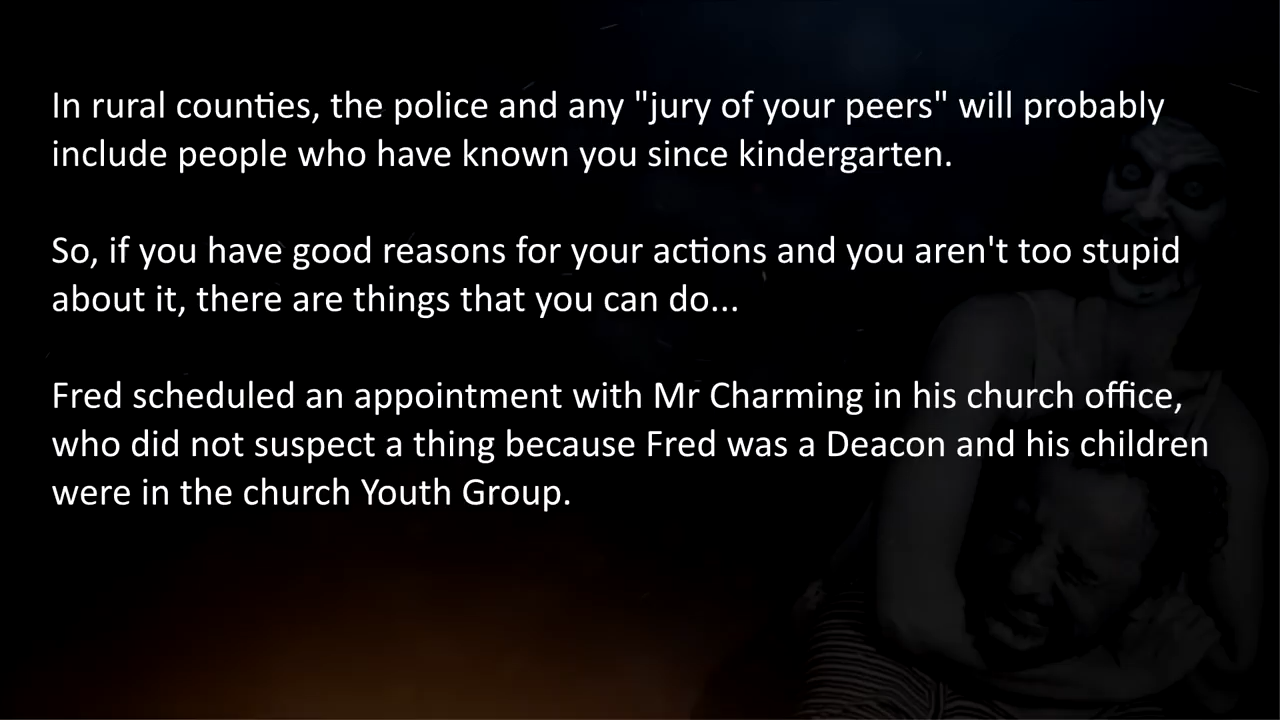 In rural counties, the police and any "jury of your peers" will probably
include people who have known you since kindergarten.
So, if you have good reasons for your actions and you aren't too stupid
about it, there are things that you can do...
Fred scheduled an appointment with Mr Charming in his church office,
who did not suspect a thing because Fred was a Deacon and his children
were in the church Youth Group.